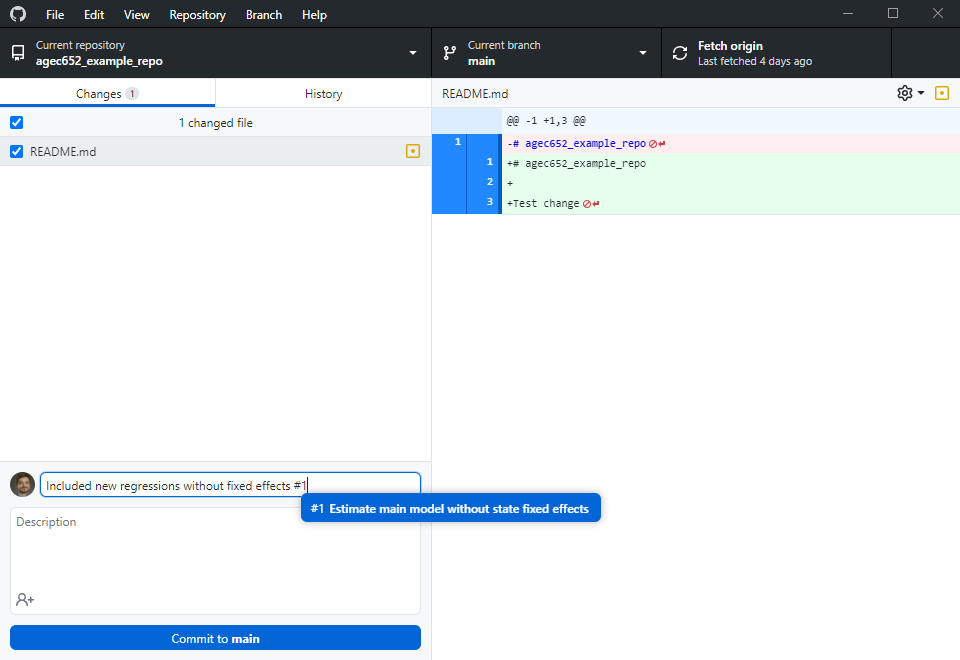 File Edit View Repository Branch Help
Current repository
agec652_example_repo
Current branch
main
Fetch origin
Last fetched 4 days ago
Changes 1
History
README.md
1 changed file
README.md
@@ -1 +1,3 @@
1 -# agec652_example_repo
1 +# agec652_example_repo
2 +
3 +Test change
Included new regressions without fixed effects #1
#1 Estimate main model without state fixed effects
Description
Commit to main